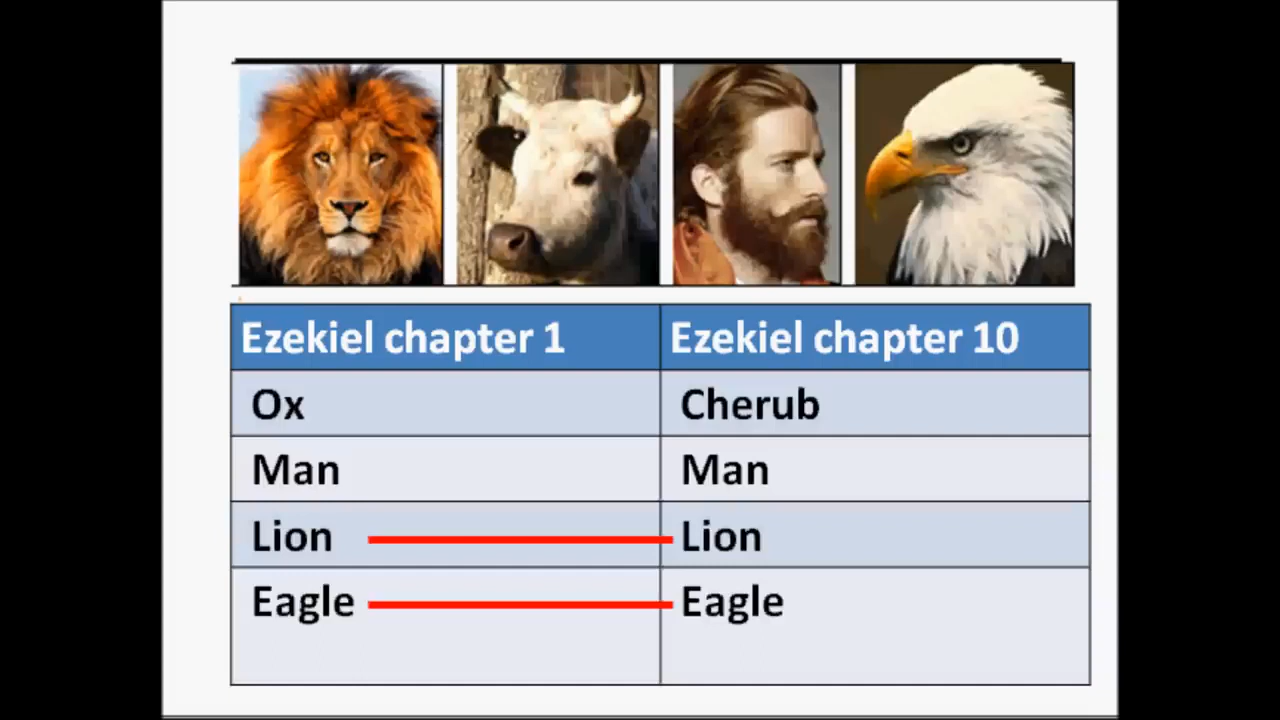 Ezekiel chapter 1 Ezekiel chapter 10
Ox Cherub
Man Man
Lion Lion
Eagle Eagle